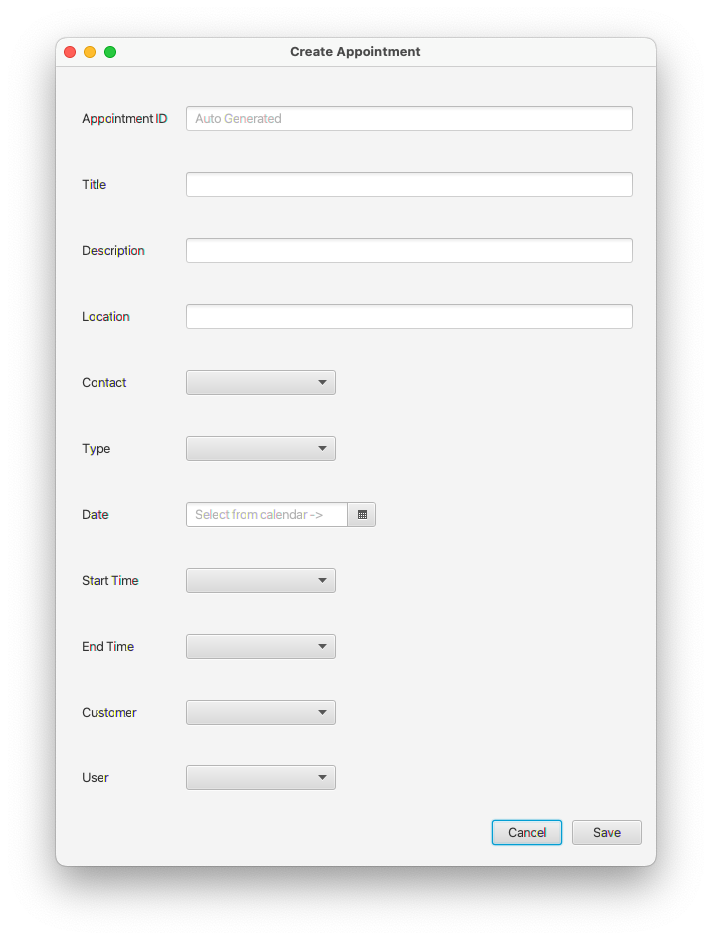 Create Appointment
Appointment ID Auto Generated
Title
Description
Location
Contact
Type
Date Select from calendar ->
Start Time
End Time
Customer
User
Cancel Save